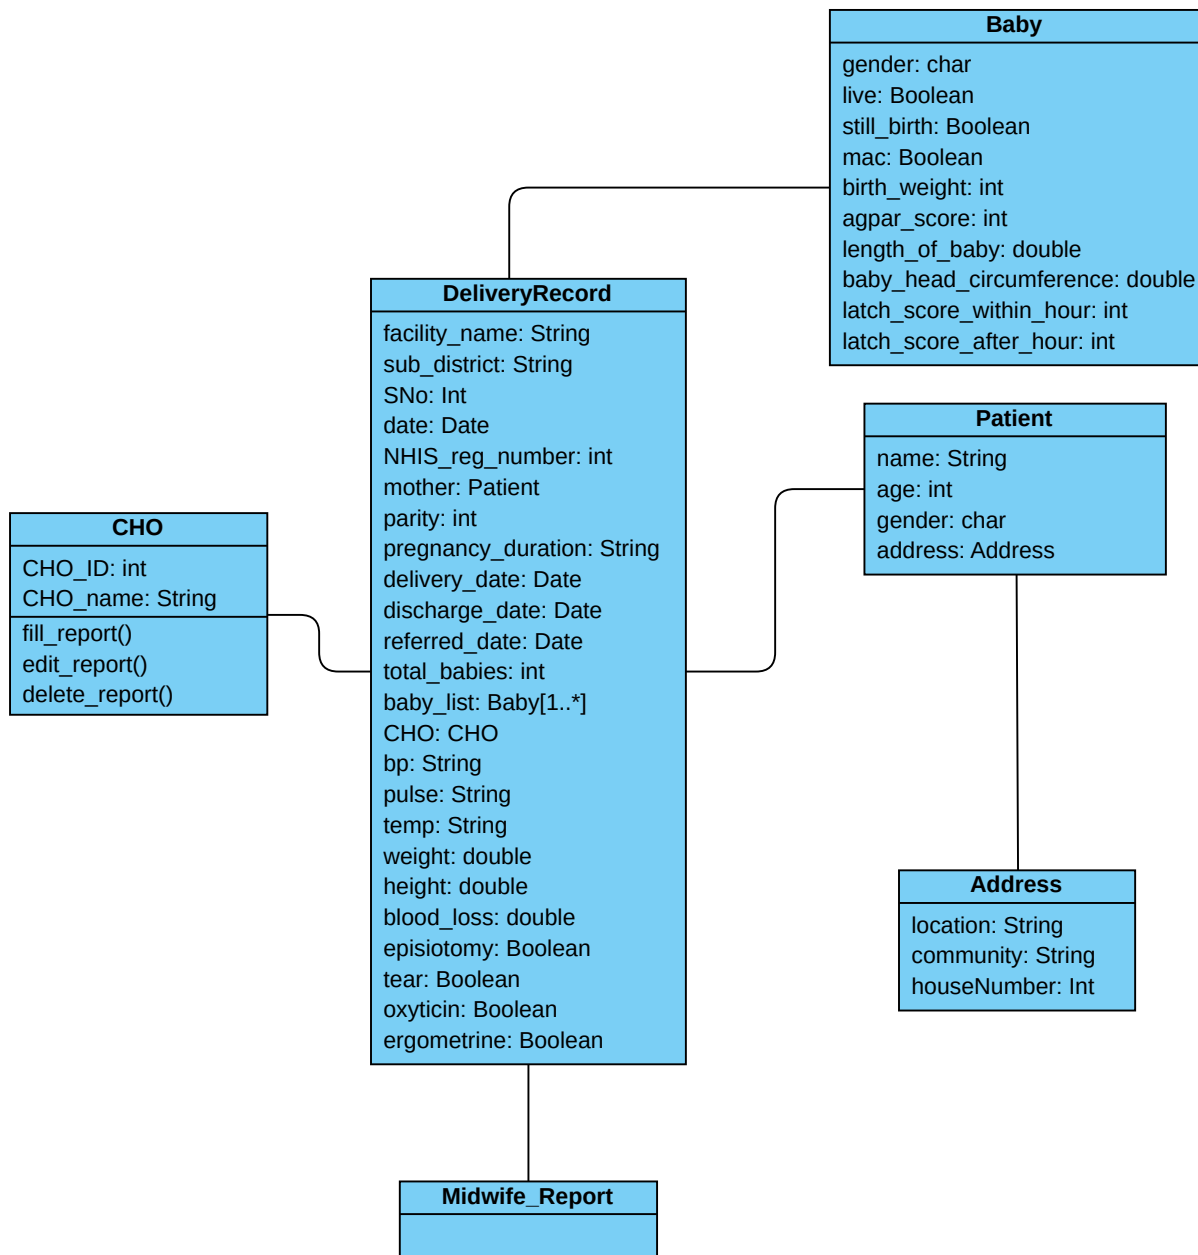 Baby
gender: char
live: Boolean
still_birth: Boolean
mac: Boolean
birth_weight: int
agpar_score: int
length_of_baby: double
baby_head_circumference: double
latch_score_within_hour: int
latch_score_after_hour: int
DeliveryRecord
facility_name: String
sub_district: String
SNo: Int
date: Date
NHIS_reg_number: int
mother: Patient
parity: int
pregnancy_duration: String
delivery_date: Date
discharge_date: Date
referred_date: Date
total_babies: int
baby_list: Baby[1..*]
CHO: CHO
bp: String
pulse: String
temp: String
weight: double
height: double
blood_loss: double
episiotomy: Boolean
tear: Boolean
oxyticin: Boolean
ergometrine: Boolean
Patient
name: String
age: int
gender: char
address: Address
CHO
CHO_ID: int
CHO_name: String
fill_report()
edit_report()
delete_report()
Address
location: String
community: String
houseNumber: Int
Midwife_Report